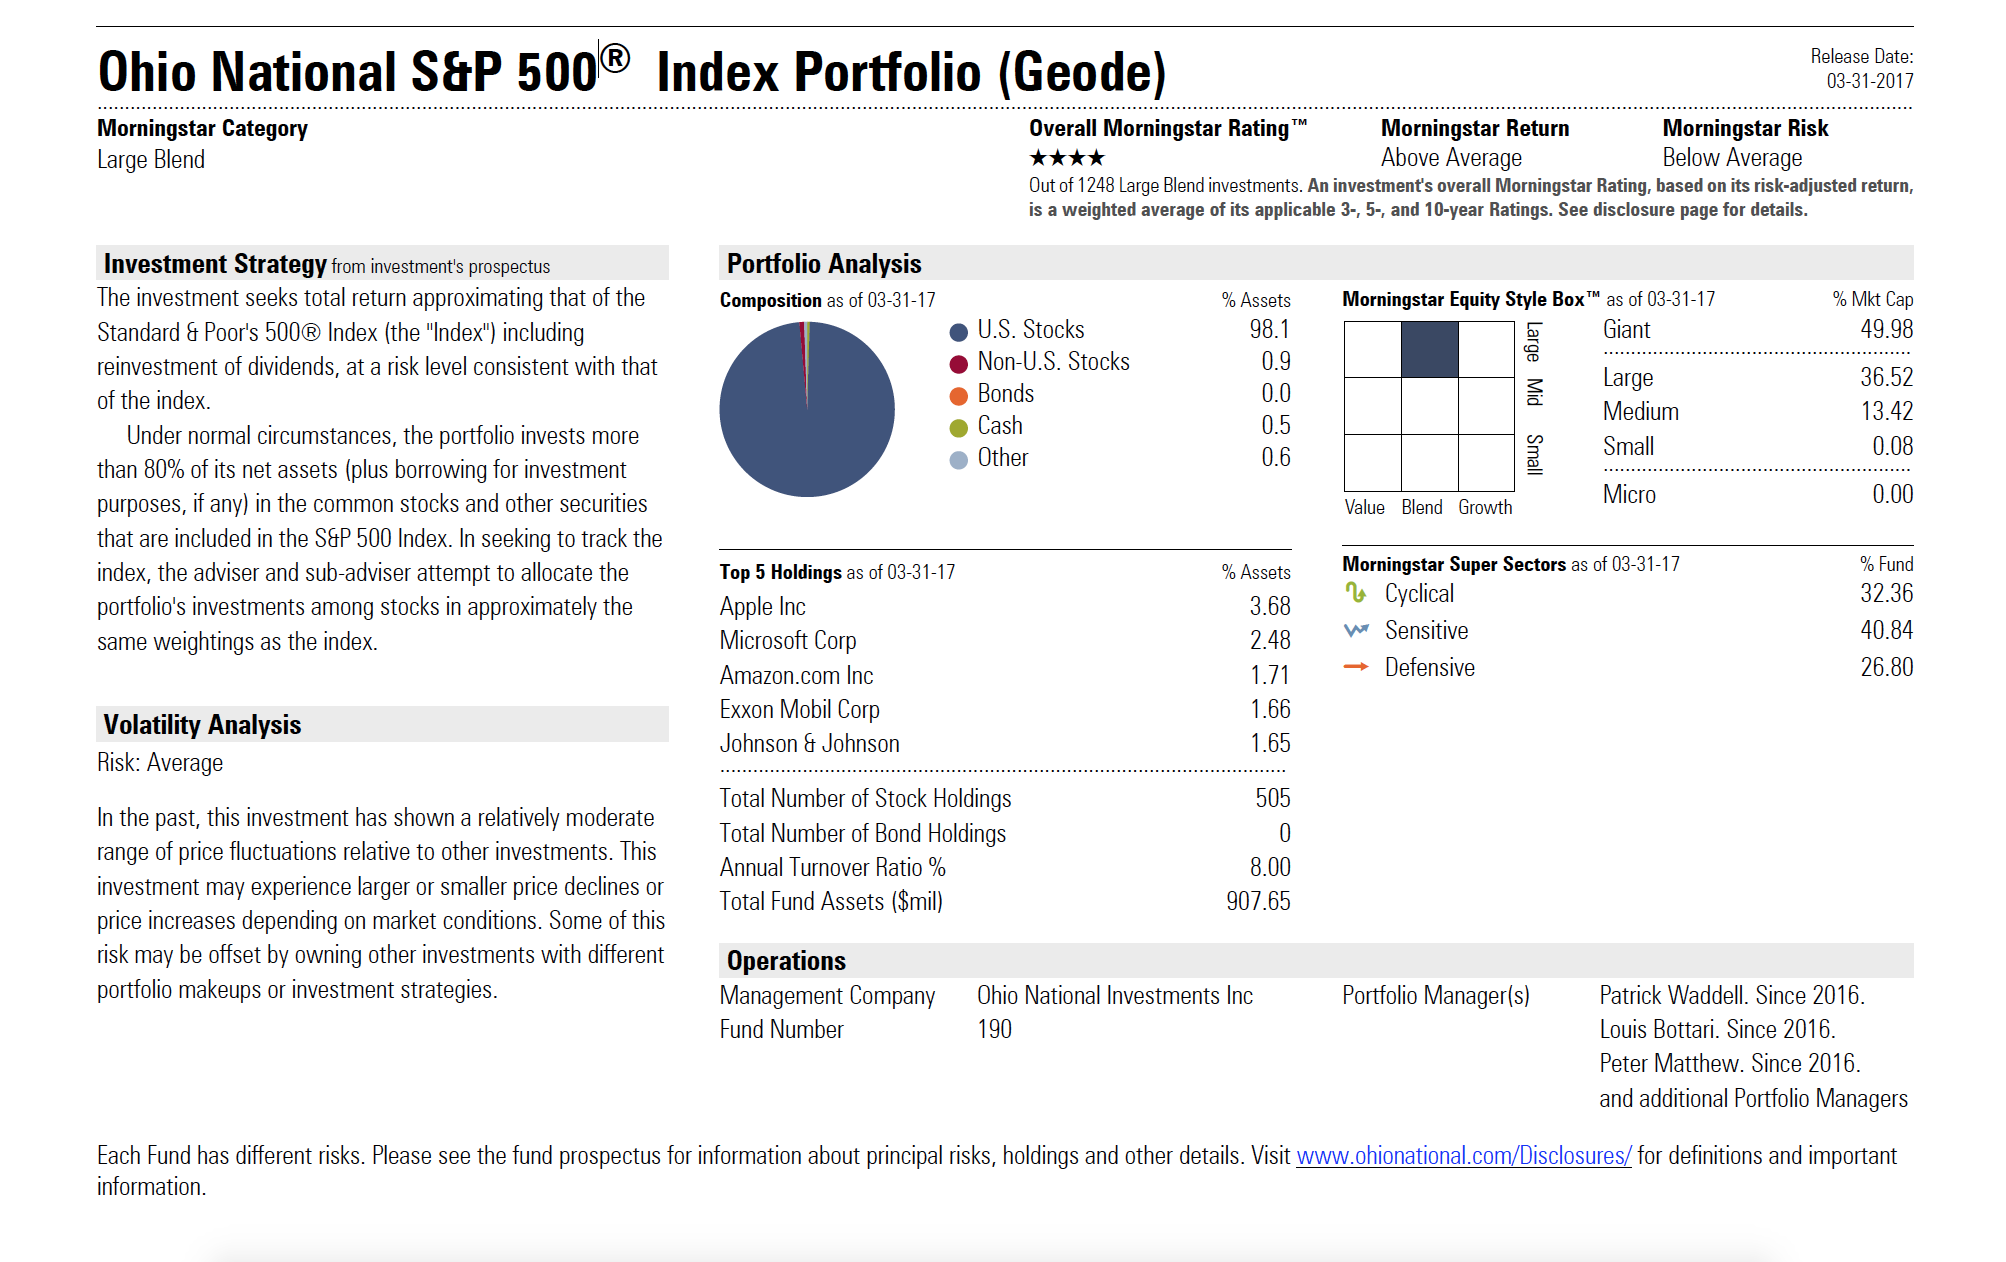 Ohio National S&P 500® Index Portfolio (Geode)
Release Date:
03-31-2017
Morningstar Category
Large Blend
Overall Morningstar Rating™ Morningstar Return Morningstar Risk
★★★★ Above Average Below Average
Out of 1248 Large Blend investments. An investment's overall Morningstar Rating, based on its risk-adjusted return,
is a weighted average of its applicable 3-, 5-, and 10-year Ratings. See disclosure page for details.
Investment Strategy from investment's prospectus
The investment seeks total return approximating that of the
Standard & Poor's 500® Index (the "Index") including
reinvestment of dividends, at a risk level consistent with that
of the index.
Under normal circumstances, the portfolio invests more
than 80% of its net assets (plus borrowing for investment
purposes, if any) in the common stocks and other securities
that are included in the S&P 500 Index. In seeking to track the
index, the adviser and sub-adviser attempt to allocate the
portfolio's investments among stocks in approximately the
same weightings as the index.
Volatility Analysis
Risk: Average
In the past, this investment has shown a relatively moderate
range of price fluctuations relative to other investments. This
investment may experience larger or smaller price declines or
price increases depending on market conditions. Some of this
risk may be offset by owning other investments with different
portfolio makeups or investment strategies.
Portfolio Analysis
Composition as of 03-31-17 % Assets
U.S. Stocks 98.1
Non-U.S. Stocks 0.9
Bonds 0.0
Cash 0.5
Other 0.6
Top 5 Holdings as of 03-31-17 % Assets
Apple Inc 3.68
Microsoft Corp 2.48
Amazon.com Inc 1.71
Exxon Mobil Corp 1.66
Johnson & Johnson 1.65
Total Number of Stock Holdings 505
Total Number of Bond Holdings 0
Annual Turnover Ratio % 8.00
Total Fund Assets ($mil) 907.65
Morningstar Equity Style Box™ as of 03-31-17 % Mkt Cap
Large
Mid
Small
Value Blend Growth
Giant 49.98
Large 36.52
Medium 13.42
Small 0.08
Micro 0.00
Morningstar Super Sectors as of 03-31-17 % Fund
Cyclical 32.36
Sensitive 40.84
Defensive 26.80
Operations
Management Company Ohio National Investments Inc
Fund Number 190
Portfolio Manager(s) Patrick Waddell. Since 2016.
Louis Bottari. Since 2016.
Peter Matthew. Since 2016.
and additional Portfolio Managers
Each Fund has different risks. Please see the fund prospectus for information about principal risks, holdings and other details. Visit www.ohionational.com/Disclosures/ for definitions and important
information.